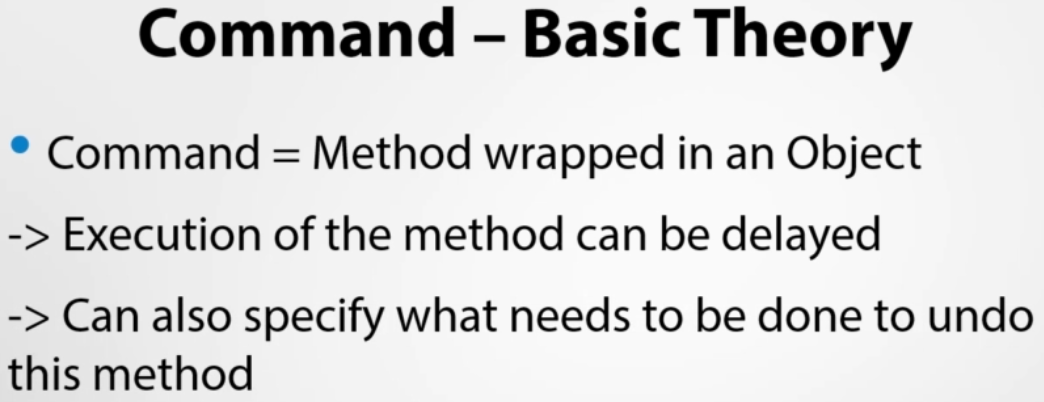 Command – Basic Theory
• Command = Method wrapped in an Object
-> Execution of the method can be delayed
-> Can also specify what needs to be done to undo
this method